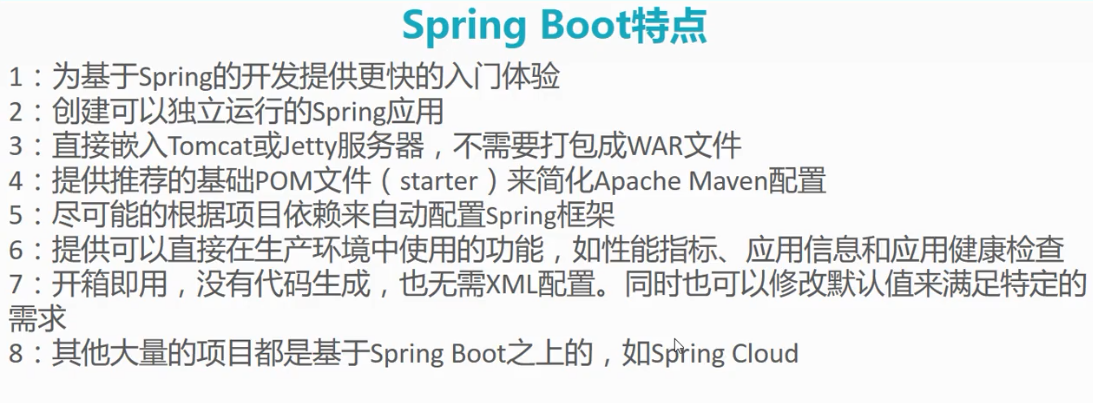 Spring Boot特点
1：为基于Spring的开发提供更快的入门体验
2：创建可以独立运行的Spring应用
3：直接嵌入Tomcat或Jetty服务器，不需要打包成WAR文件
4：提供推荐的基础POM文件（starter）来简化Apache Maven配置
5：尽可能的根据项目依赖来自动配置Spring框架
6：提供可以直接在生产环境中使用的功能，如性能指标、应用信息和应用健康检查
7：开箱即用，没有代码生成，也无需XML配置。同时也可以修改默认值来满足特定的
需求
8：其他大量的项目都是基于Spring Boot之上的，如Spring Cloud